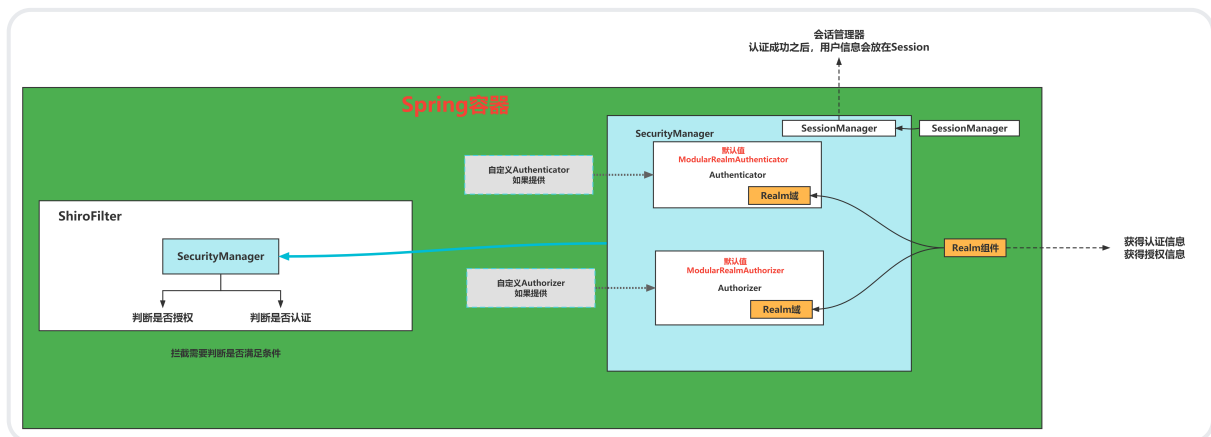 会话管理器
认证成功之后，用户信息会放在Session
Spring容器
SecurityManager
SessionManager
SessionManager
默认值
ModularRealmAuthenticator
Authenticator
Realm域
自定义Authenticator
如果提供
ShiroFilter
SecurityManager
判断是否授权
判断是否认证
拦截需要判断是否满足条件
自定义Authorizer
如果提供
默认值
ModularRealmAuthorizer
Authorizer
Realm域
Realm组件
获得认证信息
获得授权信息